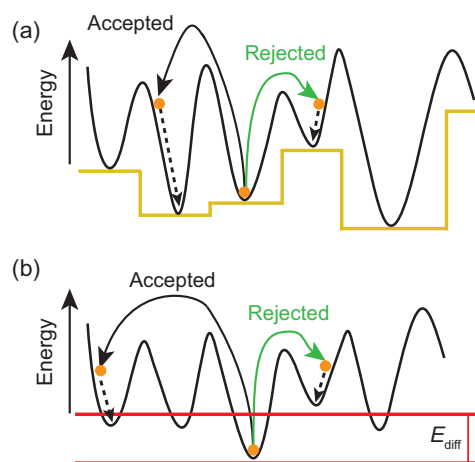 (a)
Accepted
Rejected
Energy
(b)
Accepted
Rejected
Energy
E_diff